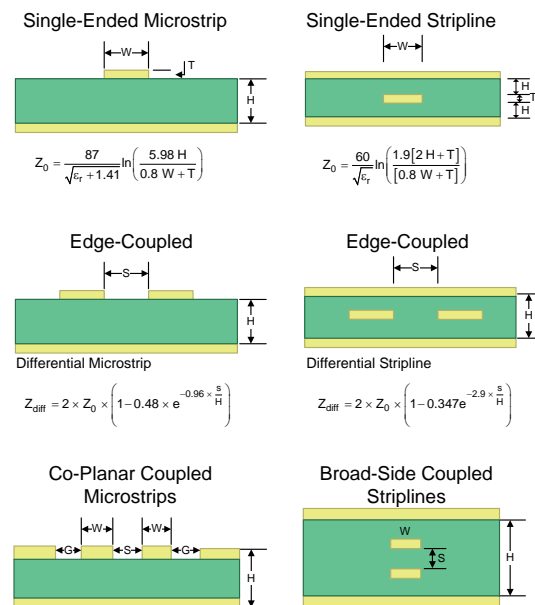 Single-Ended Microstrip
W
T
H
Z₀ = 87/√(εᵣ + 1.41) ln(5.98 H/(0.8 W + T))
Single-Ended Stripline
W
H
T
H
Z₀ = 60/√εᵣ ln(1.9[2 H + T]/[0.8 W + T])
Edge-Coupled
S
H
Differential Microstrip
Z_diff = 2 × Z₀ × (1 − 0.48 × e^(−0.96 × s/H))
Edge-Coupled
S
H
Differential Stripline
Z_diff = 2 × Z₀ × (1 − 0.347e^(−2.9 × s/H))
Co-Planar Coupled
Microstrips
W W
G S G
H
Broad-Side Coupled
Striplines
W
S
H